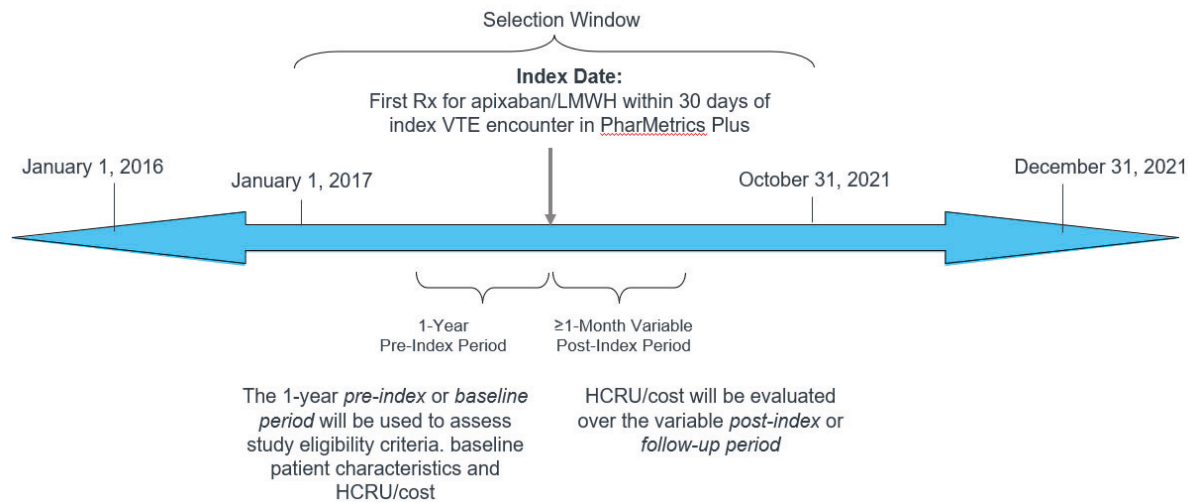 Selection Window
Index Date:
First Rx for apixaban/LMWH within 30 days of
index VTE encounter in PharMetrics Plus
January 1, 2016
January 1, 2017
October 31, 2021
December 31, 2021
1-Year
Pre-Index Period
≥1-Month Variable
Post-Index Period
The 1-year pre-index or baseline
period will be used to assess
study eligibility criteria. baseline
patient characteristics and
HCRU/cost
HCRU/cost will be evaluated
over the variable post-index or
follow-up period